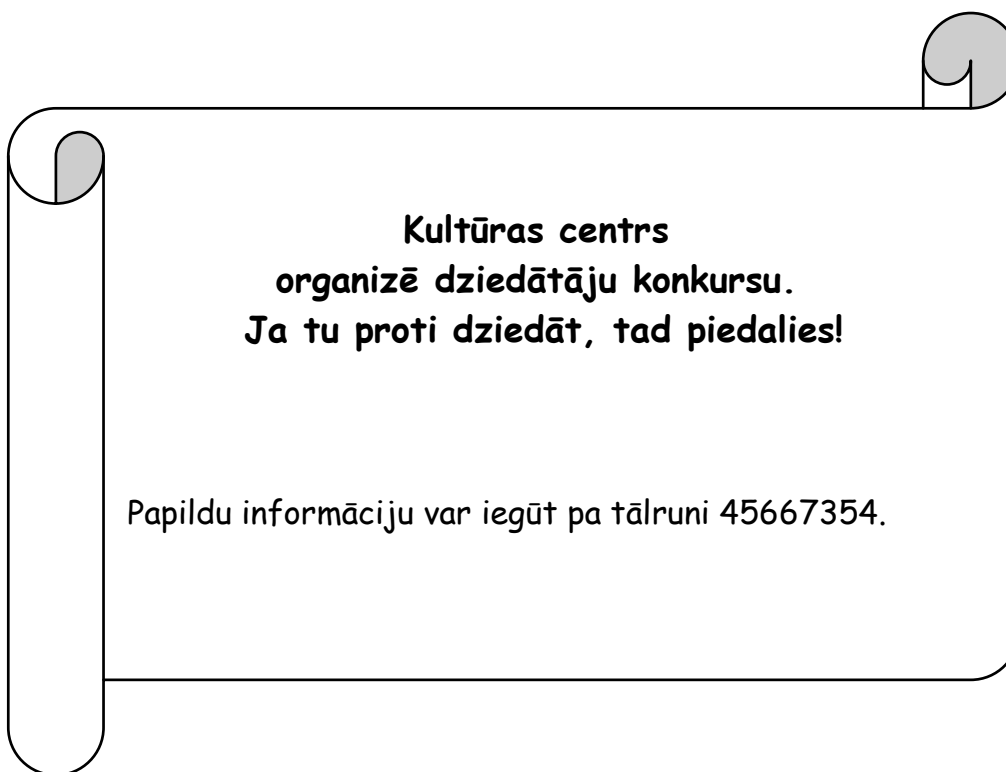 Kultūras centrs
organizē dziedātāju konkursu.
Ja tu proti dziedāt, tad piedalies!
Papildu informāciju var iegūt pa tālruni 45667354.